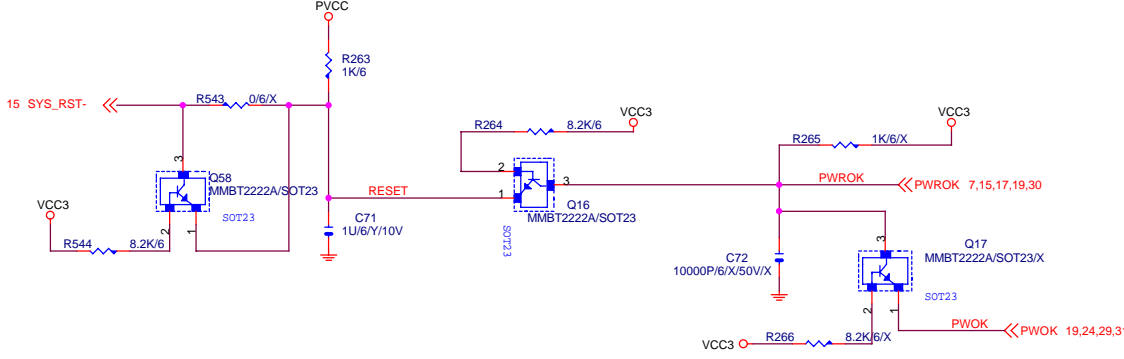 PVCC
R263
1K/6
15 SYS_RST-
R543 0/6/X
3
Q58
MMBT2222A/SOT23
SOT23
VCC3
R544 8.2K/6
2
1
RESET
C71
1U/6/Y/10V
R264 8.2K/6
VCC3
2
1
3
Q16
MMBT2222A/SOT23
SOT23
VCC3
R265 1K/6/X
PWROK
PWROK 7,15,17,19,30
C72
10000P/6/X/50V/X
3
Q17
MMBT2222A/SOT23/X
SOT23
2
1
VCC3
R266 8.2K/6/X
PWOK
PWOK 19,24,29,31